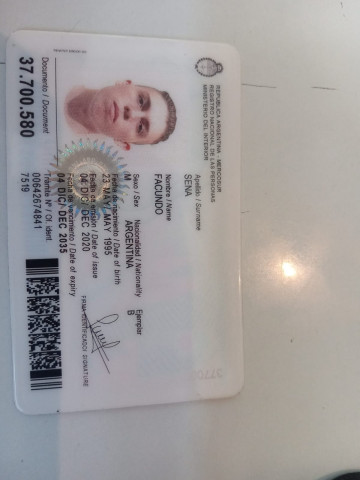 REPUBLICA ARGENTINA - MERCOSUR
REGISTRO NACIONAL DE LAS PERSONAS
MINISTERIO DEL INTERIOR
Apellido / Surname
SENA
Nombre / Name
FACUNDO
Sexo / Sex
Nacionalidad / Nationality
Ejemplar
M
ARGENTINA
B
Fecha de nacimiento / Date of birth
23 MAY/ MAY 1995
Fecha de emisión / Date of issue
04 DIC/ DEC 2020
Fecha de vencimiento / Date of expiry
04 DIC/ DEC 2035
Trámite Nº / Of. ident
00642674841
7519
Documento / Document
37.700.580
FIRMA IDENTIFICADO/ SIGNATURE